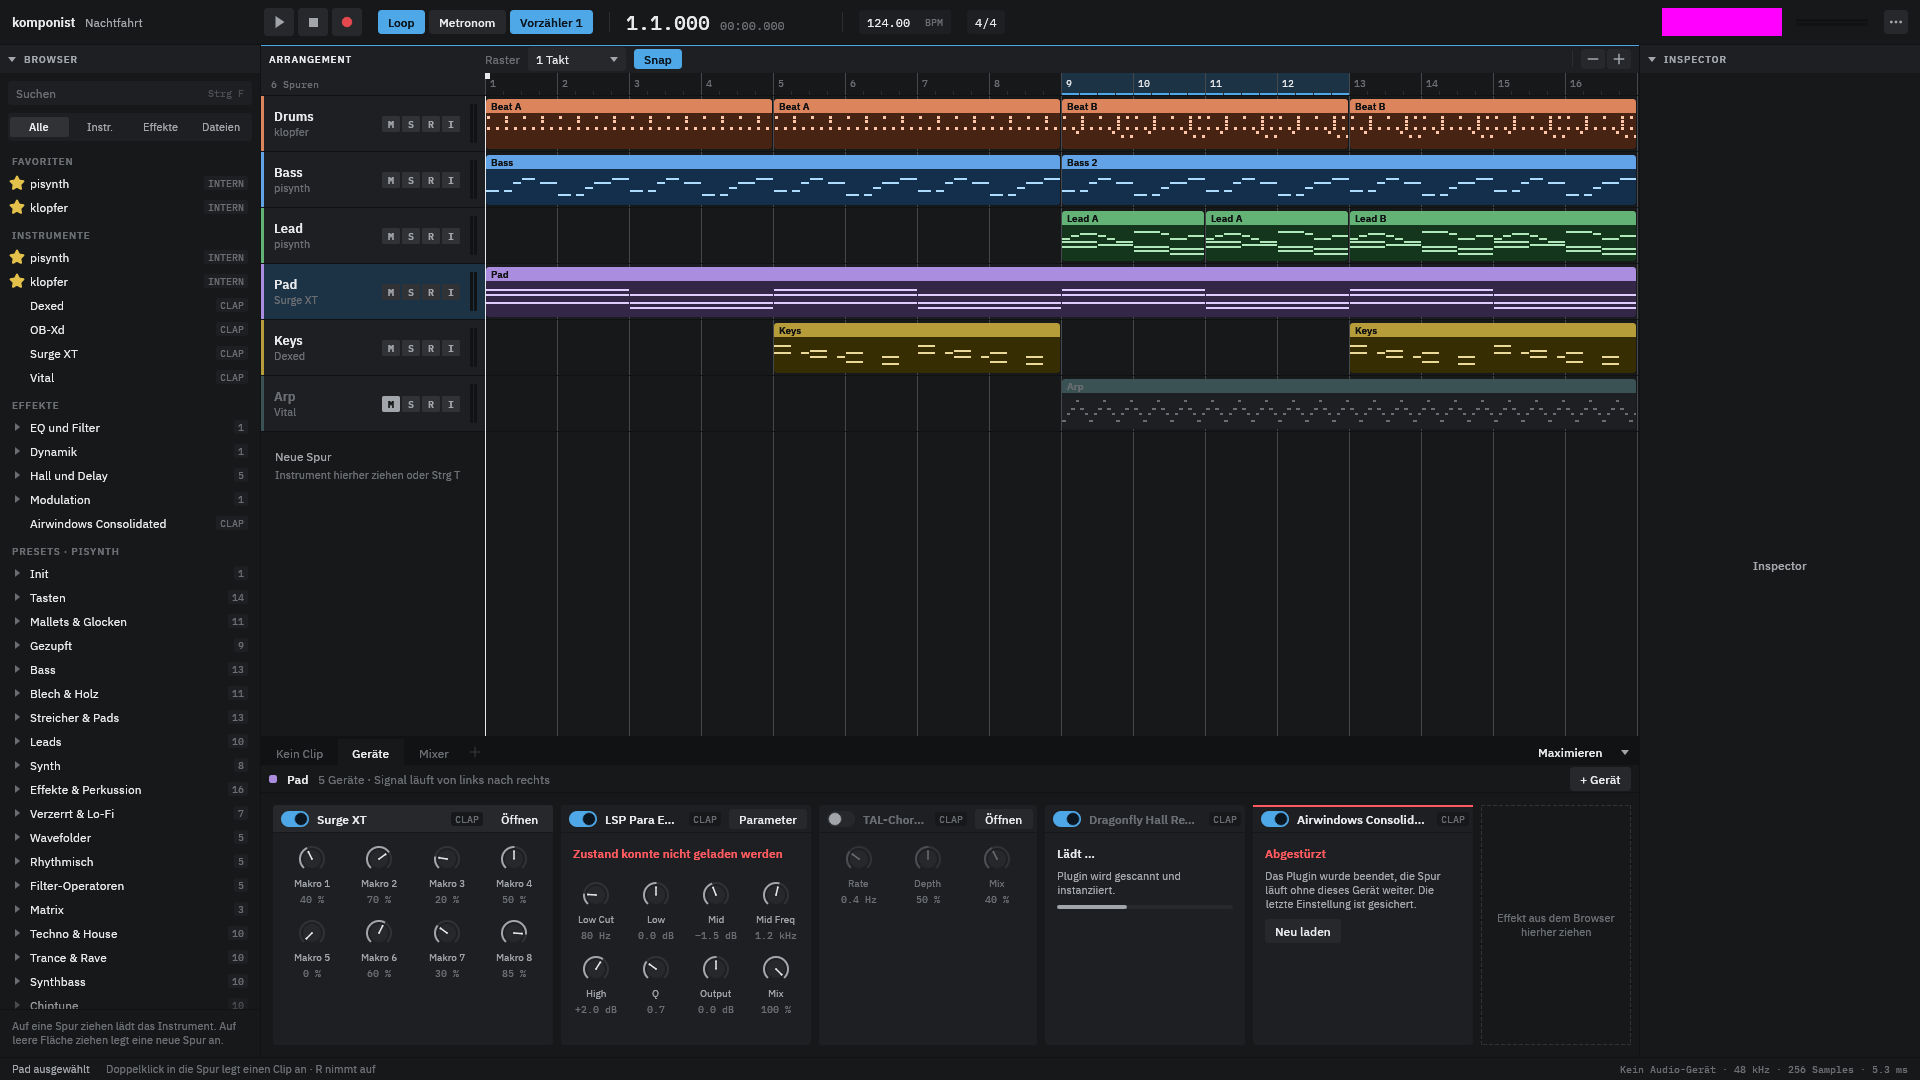 komponist Nachtfahrt
Loop Metronom Vorzähler 1 1.1.000 00:00.000 124.00 BPM 4/4
BROWSER
Suchen Strg F
Alle Instr. Effekte Dateien
FAVORITEN
pisynth INTERN
klopfer INTERN
INSTRUMENTE
pisynth INTERN
klopfer INTERN
Dexed CLAP
OB-Xd CLAP
Surge XT CLAP
Vital CLAP
EFFEKTE
EQ und Filter 1
Dynamik 1
Hall und Delay 5
Modulation 1
Airwindows Consolidated CLAP
PRESETS · PISYNTH
Init 1
Tasten 14
Mallets & Glocken 11
Gezupft 9
Bass 13
Blech & Holz 11
Streicher & Pads 13
Leads 10
Synth 8
Effekte & Perkussion 16
Verzerrt & Lo-Fi 7
Wavefolder 5
Rhythmisch 5
Filter-Operatoren 5
Matrix 3
Techno & House 10
Trance & Rave 10
Synthbass 10
Chiptune 10
Auf eine Spur ziehen lädt das Instrument. Auf
leere Fläche ziehen legt eine neue Spur an.
ARRANGEMENT Raster 1 Takt Snap
6 Spuren 1 2 3 4 5 6 7 8 9 10 11 12 13 14 15 16
Drums klopfer M S R I Beat A Beat A Beat B Beat B
Bass pisynth M S R I Bass Bass 2
Lead pisynth M S R I Lead A Lead A Lead B
Pad Surge XT M S R I Pad
Keys Dexed M S R I Keys Keys
Arp Vital M S R I Arp
Neue Spur
Instrument hierher ziehen oder Strg T
INSPECTOR
Inspector
Kein Clip Geräte Mixer Maximieren
Pad 5 Geräte · Signal läuft von links nach rechts + Gerät
Surge XT CLAP Öffnen
Makro 1 Makro 2 Makro 3 Makro 4
40 % 70 % 20 % 50 %
Makro 5 Makro 6 Makro 7 Makro 8
0 % 60 % 30 % 85 %
LSP Para E... CLAP Parameter
Zustand konnte nicht geladen werden
Low Cut Low Mid Mid Freq
80 Hz 0.0 dB −1.5 dB 1.2 kHz
High Q Output Mix
+2.0 dB 0.7 0.0 dB 100 %
TAL-Chor... CLAP Öffnen
Rate Depth Mix
0.4 Hz 50 % 40 %
Dragonfly Hall Re... CLAP
Lädt ...
Plugin wird gescannt und
instanziiert.
Airwindows Consolid... CLAP
Abgestürzt
Das Plugin wurde beendet, die Spur
läuft ohne dieses Gerät weiter. Die
letzte Einstellung ist gesichert.
Neu laden
Effekt aus dem Browser
hierher ziehen
Pad ausgewählt Doppelklick in die Spur legt einen Clip an · R nimmt auf
Kein Audio-Gerät · 48 kHz · 256 Samples · 5.3 ms